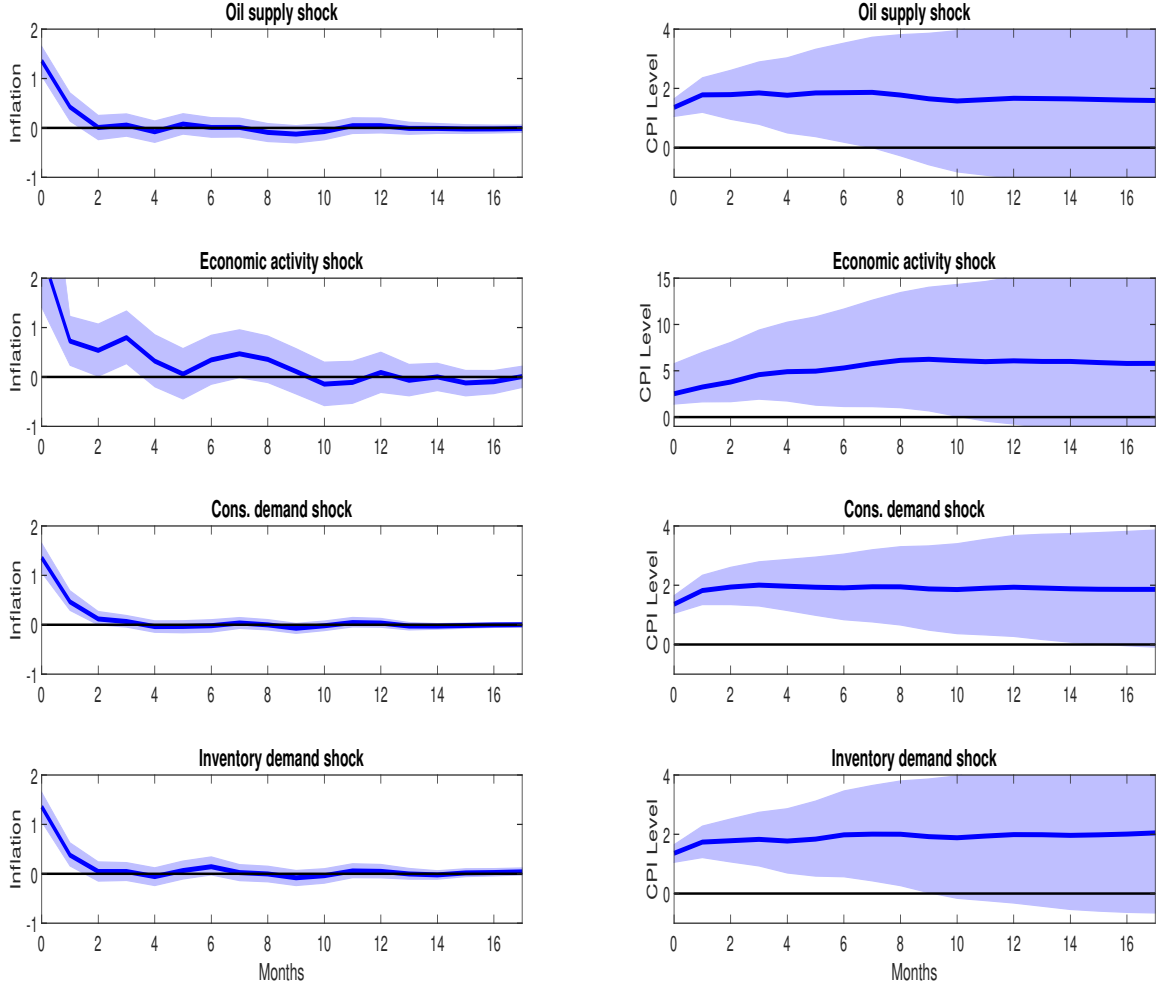 Oil supply shock
Inflation
2
1
0
-1
0 2 4 6 8 10 12 14 16
Oil supply shock
CPI Level
4
2
0
0 2 4 6 8 10 12 14 16
Economic activity shock
Inflation
2
1
0
-1
0 2 4 6 8 10 12 14 16
Economic activity shock
CPI Level
15
10
5
0
0 2 4 6 8 10 12 14 16
Cons. demand shock
Inflation
2
1
0
-1
0 2 4 6 8 10 12 14 16
Cons. demand shock
CPI Level
4
2
0
0 2 4 6 8 10 12 14 16
Inventory demand shock
Inflation
2
1
0
-1
0 2 4 6 8 10 12 14 16
Months
Inventory demand shock
CPI Level
4
2
0
0 2 4 6 8 10 12 14 16
Months